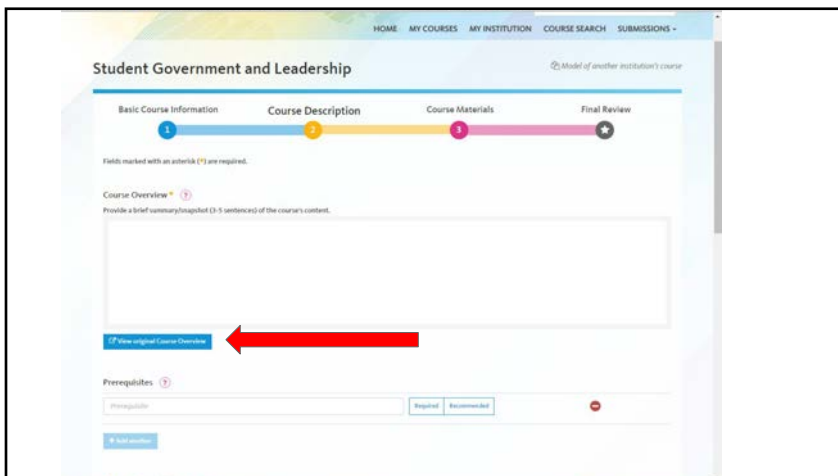 HOME MY COURSES MY INSTITUTION COURSE SEARCH SUBMISSIONS
Student Government and Leadership
Model of another institution's course
Basic Course Information Course Description Course Materials Final Review
1 2 3
Fields marked with an asterisk (*) are required.
Course Overview * ?
Provide a brief summary/snapshot (3-5 sentences) of the course's content.
View original Course Overview
Prerequisites ?
Prerequisite Required Recommended
+ Add another